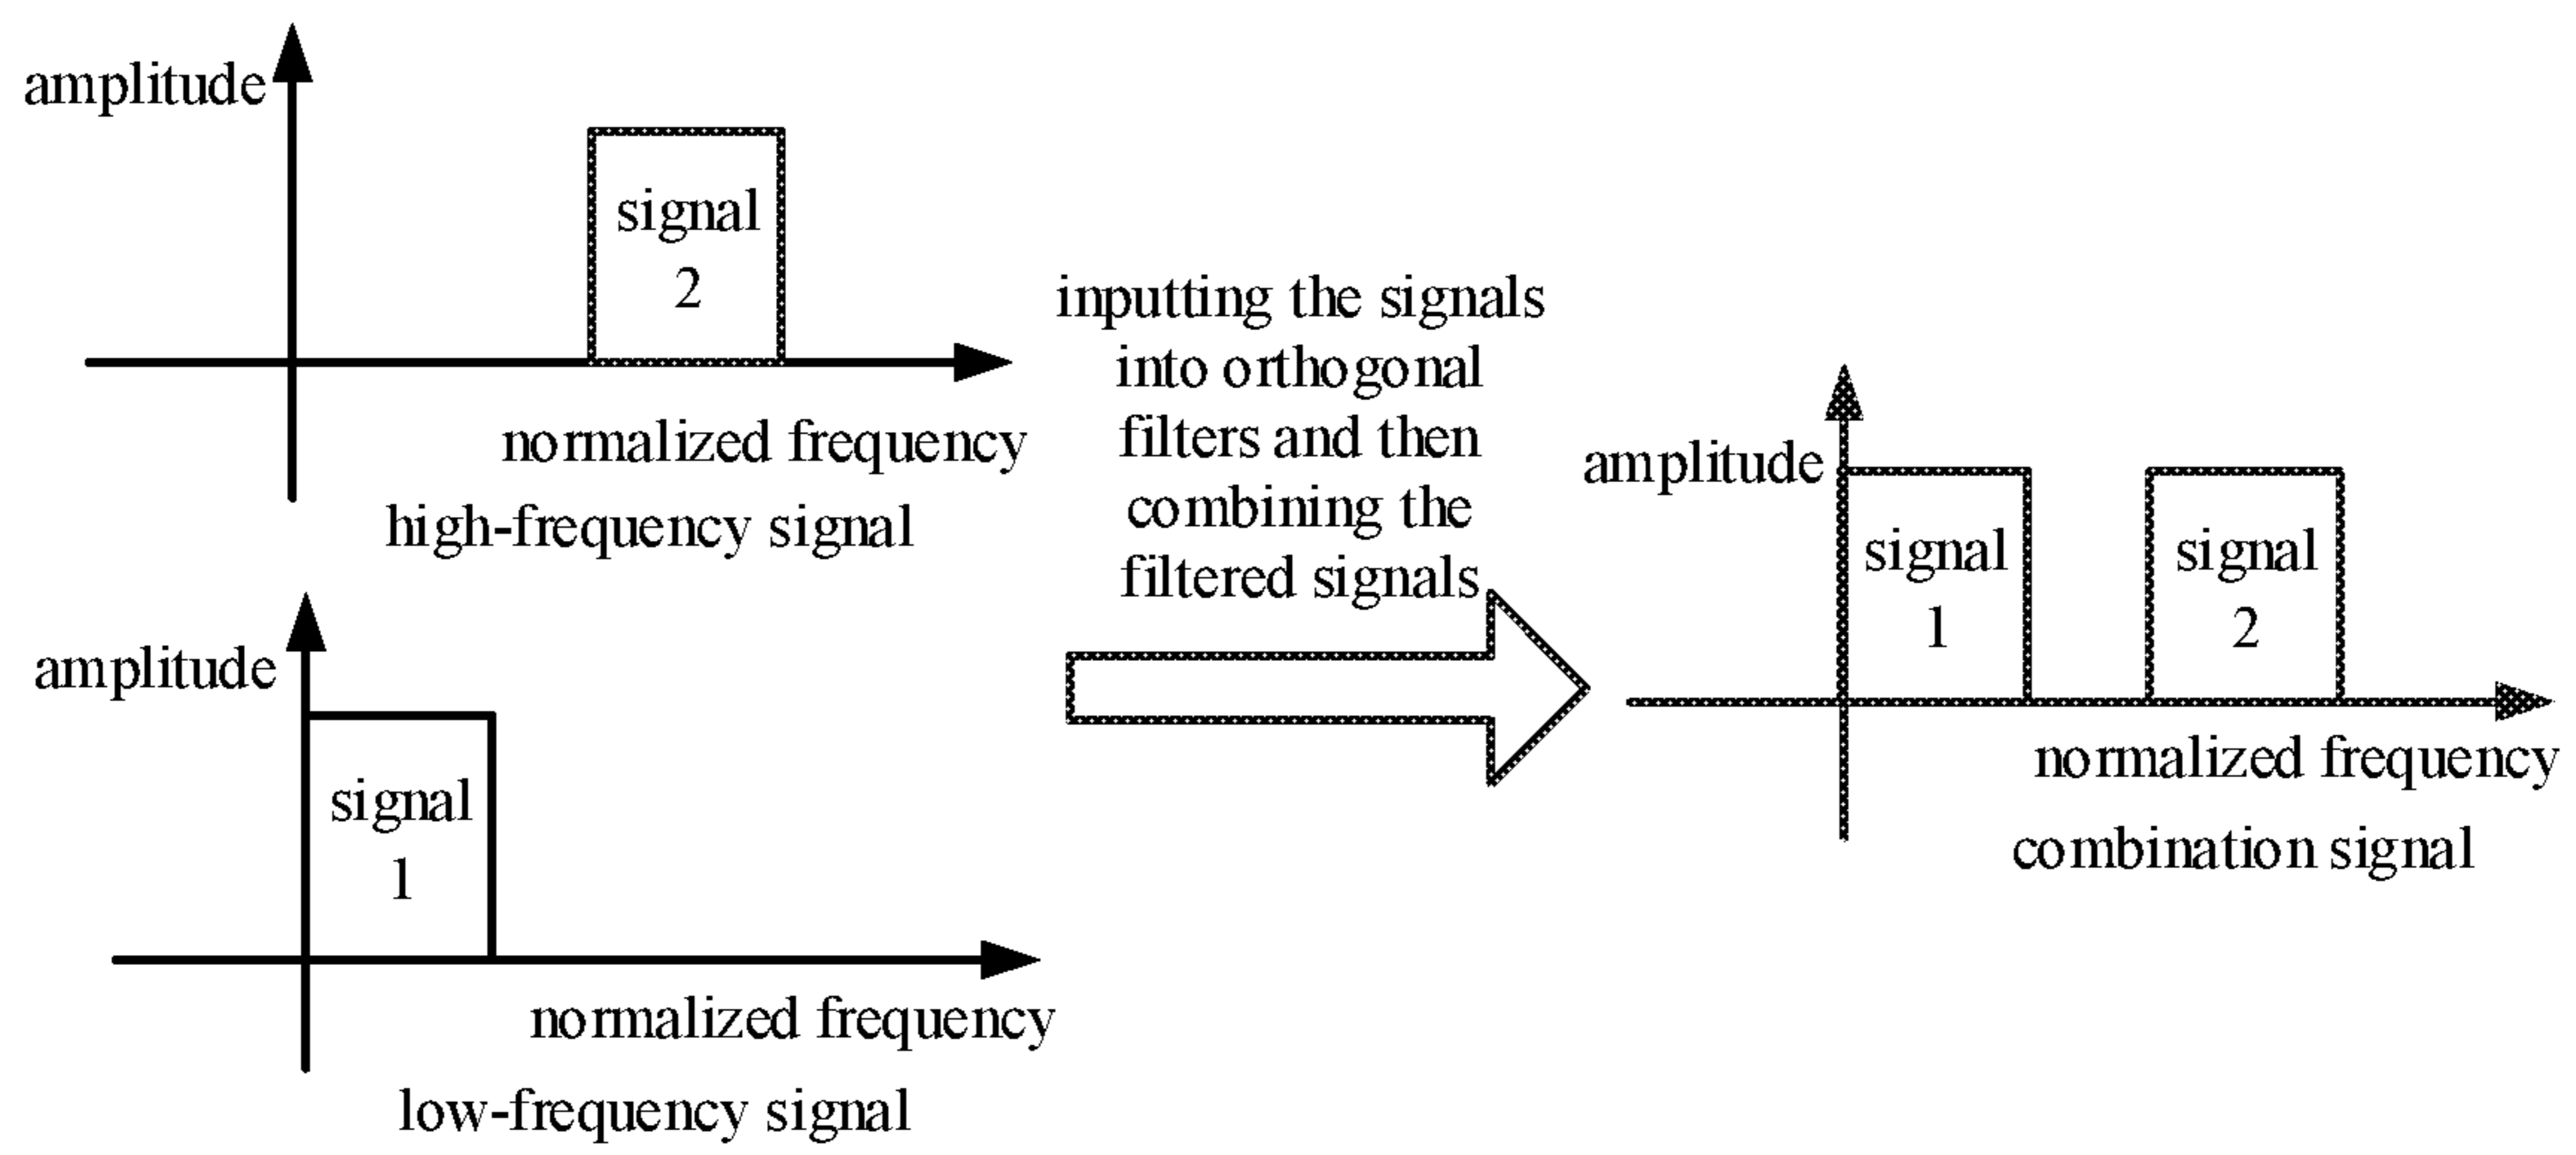 amplitude
signal
2
normalized frequency
high-frequency signal
amplitude
signal
1
normalized frequency
low-frequency signal
inputting the signals
into orthogonal
filters and then
combining the
filtered signals
amplitude
signal
1
signal
2
normalized frequency
combination signal